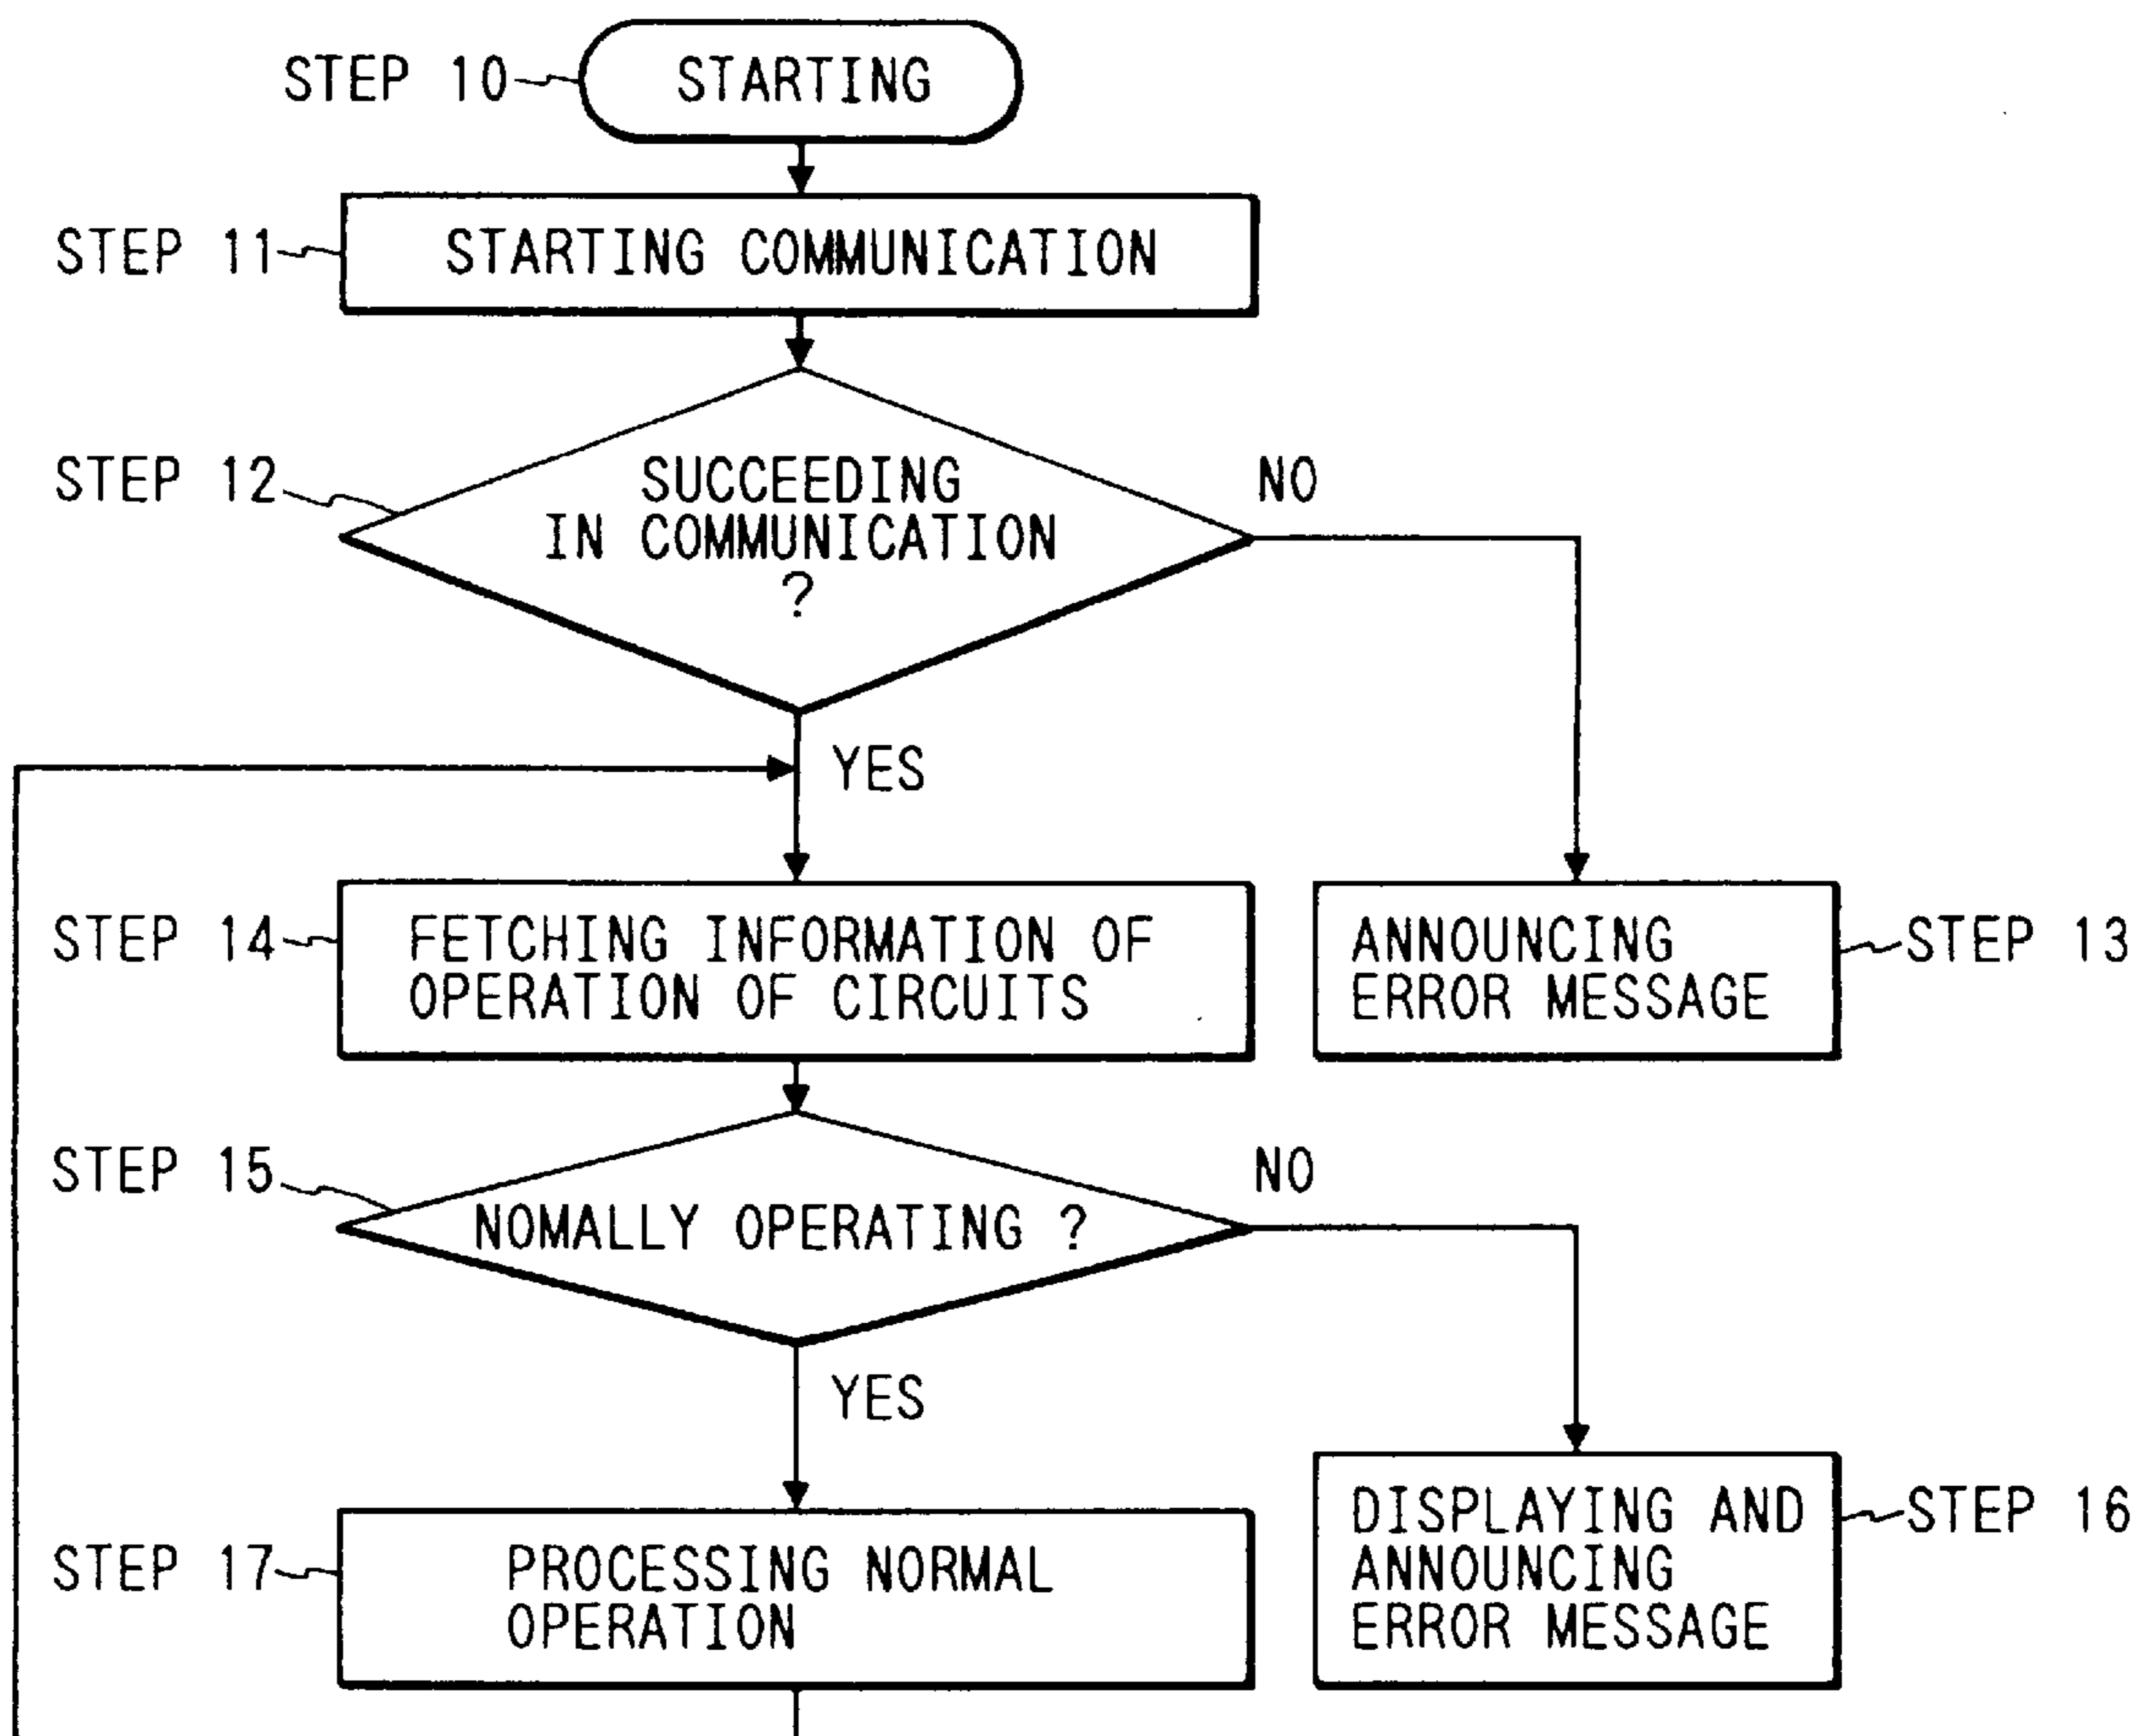 STEP 10
STARTING
STEP 11
STARTING COMMUNICATION
STEP 12
SUCCEEDING
IN COMMUNICATION
?
NO
YES
STEP 14
FETCHING INFORMATION OF
OPERATION OF CIRCUITS
ANNOUNCING
ERROR MESSAGE
STEP 13
STEP 15
NOMALLY OPERATING ?
NO
YES
STEP 17
PROCESSING NORMAL
OPERATION
DISPLAYING AND
ANNOUNCING
ERROR MESSAGE
STEP 16